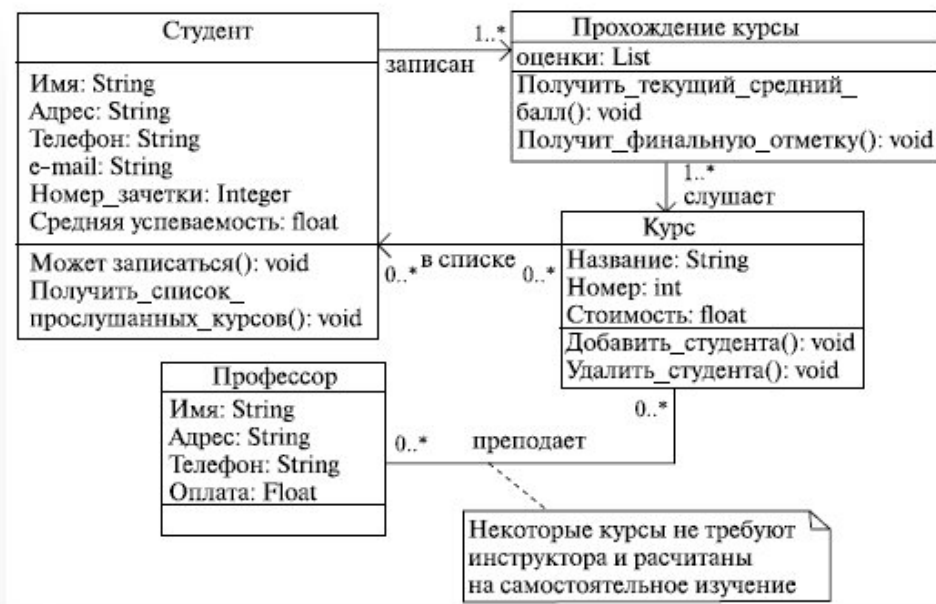 Студент
Имя: String
Адрес: String
Телефон: String
e-mail: String
Номер_зачетки: Integer
Средняя успеваемость: float
Может записаться(): void
Получить_список_
прослушанных_курсов(): void
1..*
записан
Прохождение курсы
оценки: List
Получить_текущий_средний_
балл(): void
Получит_финальную_отметку(): void
1..*
слушает
Курс
Название: String
Номер: int
Стоимость: float
Добавить_студента(): void
Удалить_студента(): void
0..*
в списке
0..*
Профессор
Имя: String
Адрес: String
Телефон: String
Оплата: Float
0..*
преподает
0..*
Некоторые курсы не требуют
инструктора и расчитаны
на самостоятельное изучение